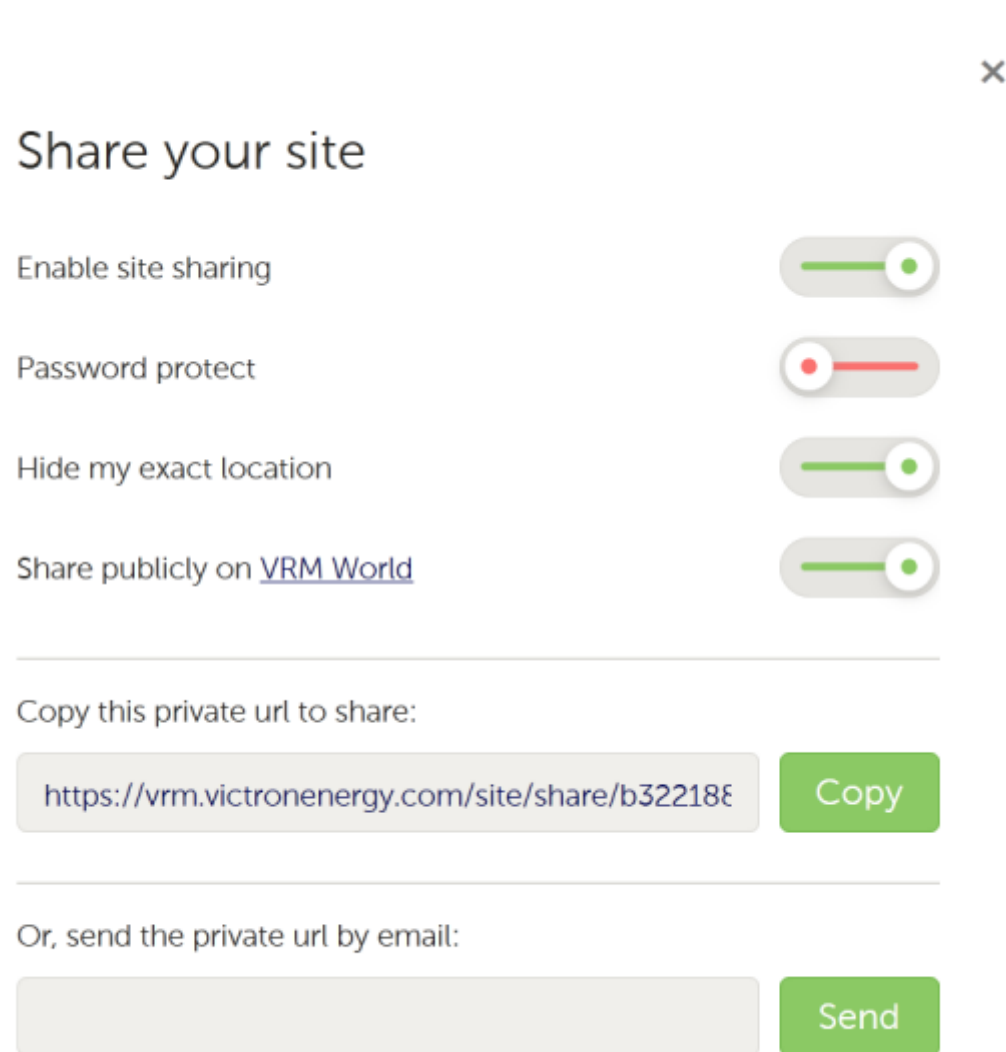 Share your site
Enable site sharing
Password protect
Hide my exact location
Share publicly on VRM World
Copy this private url to share:
https://vrm.victronenergy.com/site/share/b322188
Copy
Or, send the private url by email:
Send